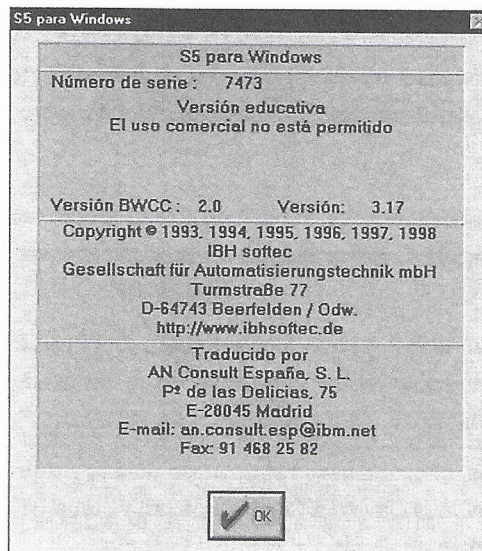 S5 para Windows
S5 para Windows
Número de serie : 7473
Versión educativa
El uso comercial no está permitido
Versión BWCC : 2.0 Versión: 3.17
Copyright © 1993, 1994, 1995, 1996, 1997, 1998
IBH softec
Gesellschaft für Automatisierungstechnik mbH
Turmstraße 77
D-64743 Beerfelden / Odw.
http://www.ibhsoftec.de
Traducido por
AN Consult España, S. L.
Pº de las Delicias, 75
E-28045 Madrid
E-mail: an.consult.esp@ibm.net
Fax: 91 468 25 82
OK